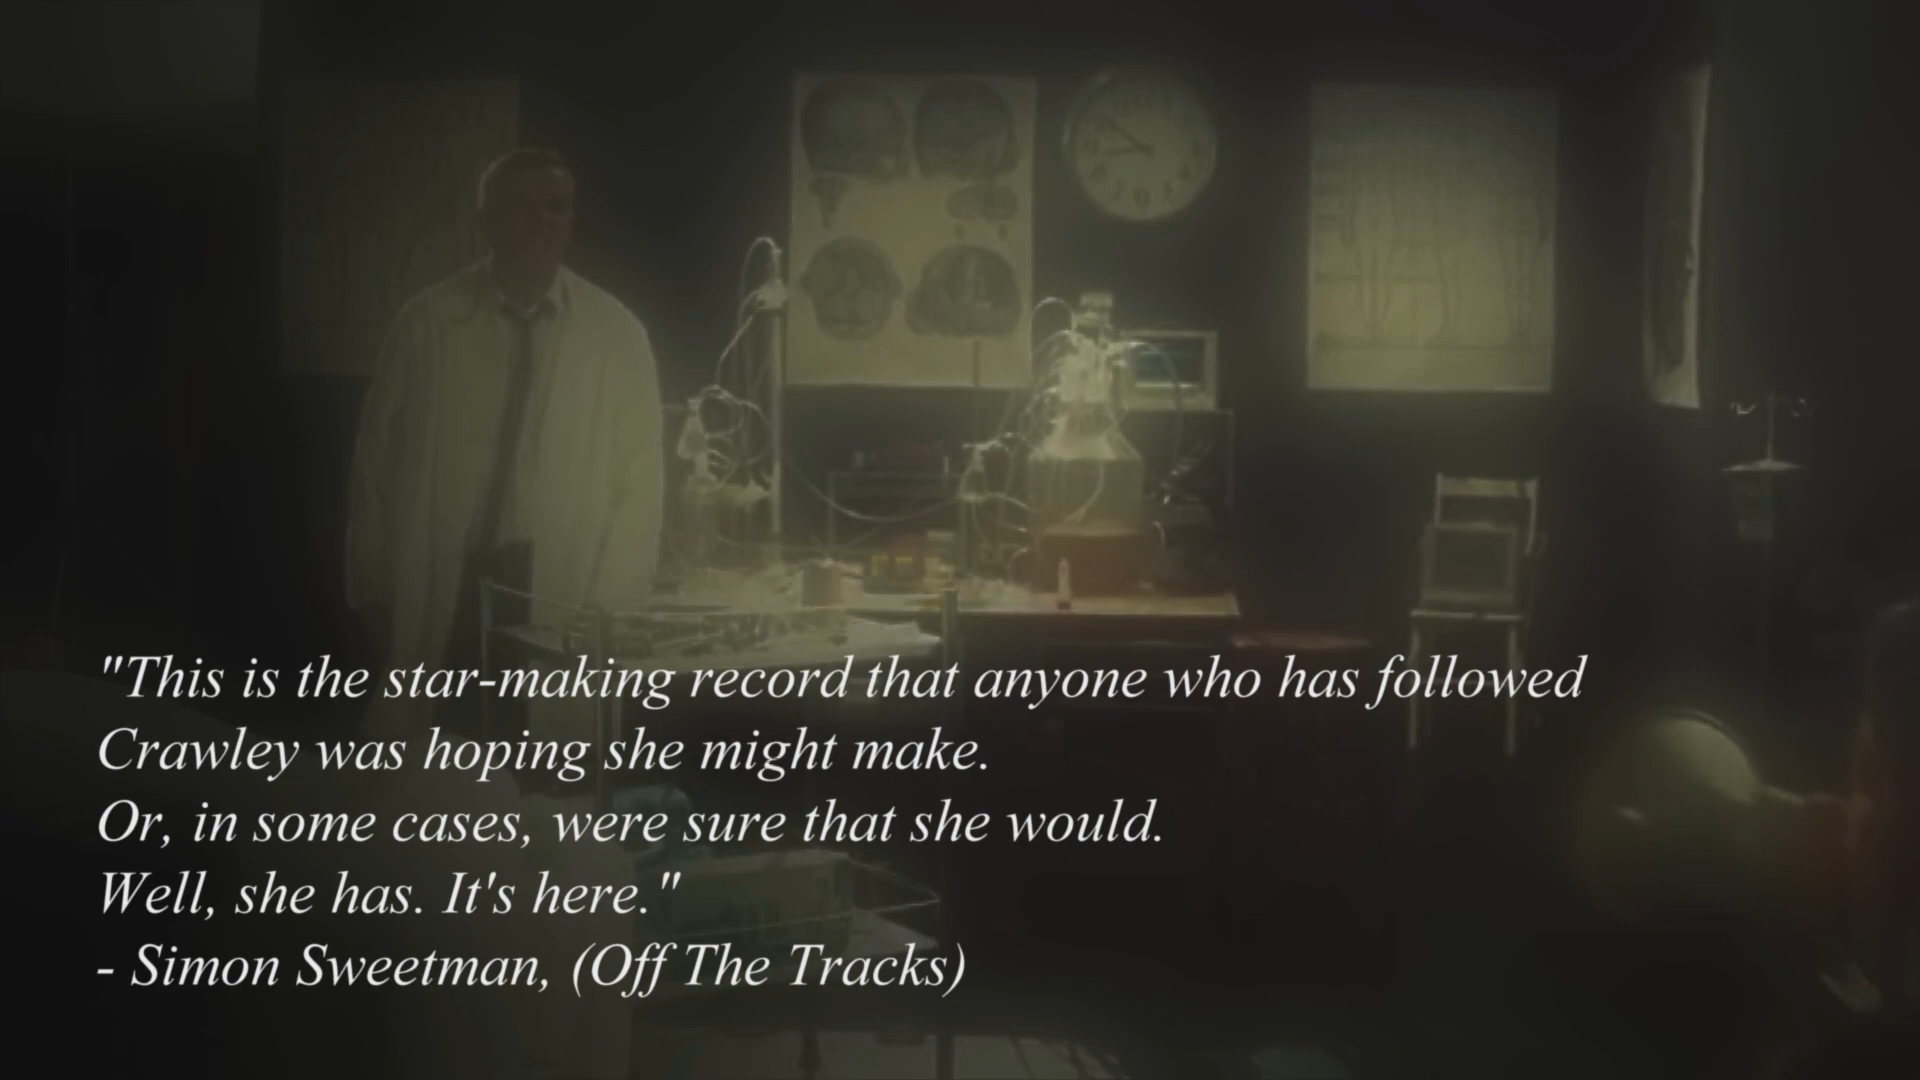 "This is the star-making record that anyone who has followed
Crawley was hoping she might make.
Or, in some cases, were sure that she would.
Well, she has. It's here."
- Simon Sweetman, (Off The Tracks)